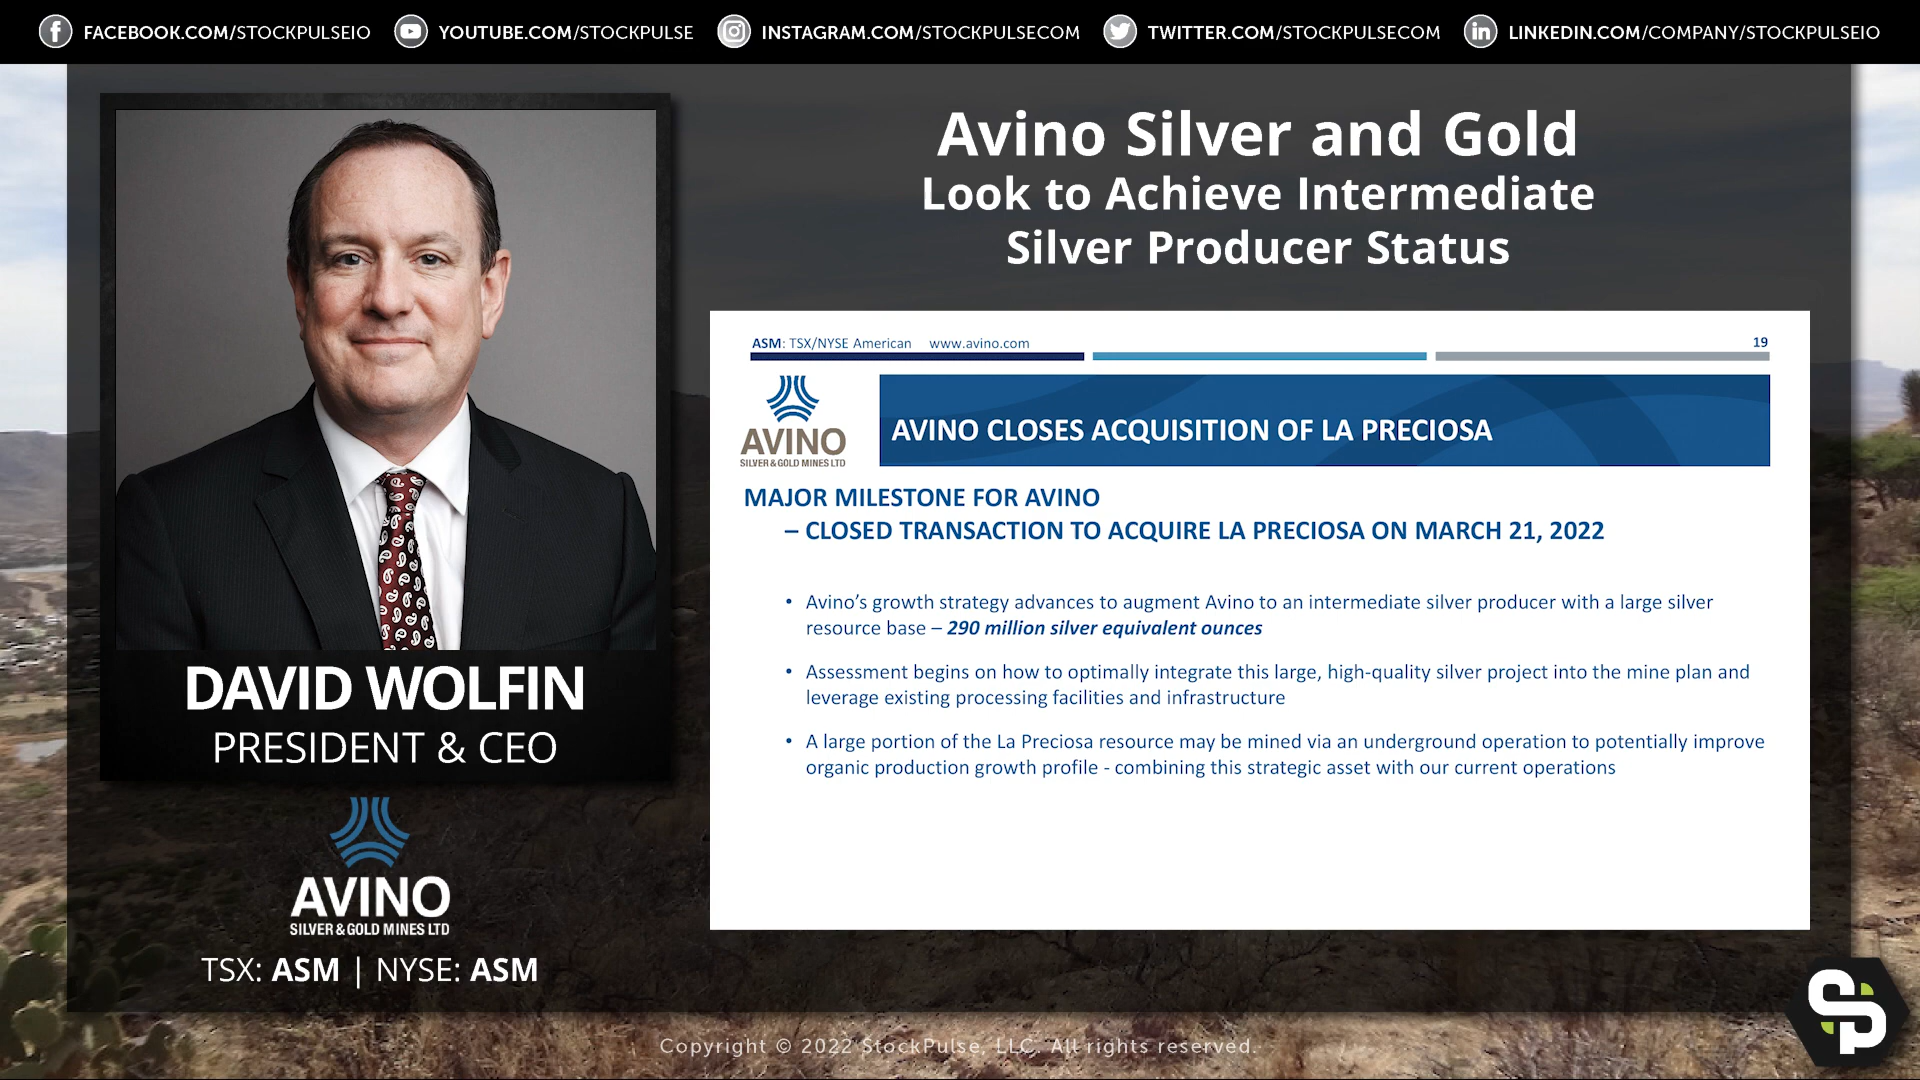 FACEBOOK.COM/STOCKPULSEIO YOUTUBE.COM/STOCKPULSE INSTAGRAM.COM/STOCKPULSECOM TWITTER.COM/STOCKPULSECOM LINKEDIN.COM/COMPANY/STOCKPULSEIO
Avino Silver and Gold
Look to Achieve Intermediate
Silver Producer Status
DAVID WOLFIN
PRESIDENT & CEO
AVINO
SILVER & GOLD MINES LTD
TSX: ASM | NYSE: ASM
ASM: TSX/NYSE American www.avino.com 19
AVINO
SILVER & GOLD MINES LTD
AVINO CLOSES ACQUISITION OF LA PRECIOSA
MAJOR MILESTONE FOR AVINO
– CLOSED TRANSACTION TO ACQUIRE LA PRECIOSA ON MARCH 21, 2022
• Avino’s growth strategy advances to augment Avino to an intermediate silver producer with a large silver
resource base – 290 million silver equivalent ounces
• Assessment begins on how to optimally integrate this large, high-quality silver project into the mine plan and
leverage existing processing facilities and infrastructure
• A large portion of the La Preciosa resource may be mined via an underground operation to potentially improve
organic production growth profile - combining this strategic asset with our current operations
Copyright © 2022 StockPulse, LLC. All rights reserved.
SP